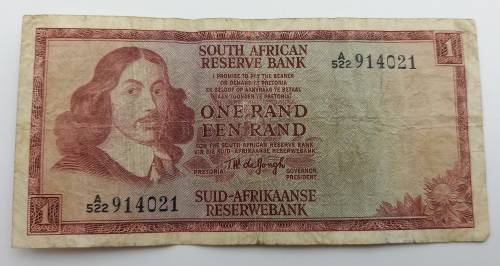 SOUTH AFRICAN
RESERVE BANK
1
A/522 914021
I PROMISE TO PAY THE BEARER
ON DEMAND AT PRETORIA
EK BELOOF OP AANVRAAG TE BETAAL
AAN TOONDER TE PRETORIA
ONE RAND
EEN RAND
FOR THE SOUTH AFRICAN RESERVE BANK
VIR DIE SUID-AFRIKAANSE RESERWEBANK
T.W. de Jongh
PRETORIA
GOVERNOR
PRESIDENT
A/522 914021
1
SUID-AFRIKAANSE
RESERWEBANK